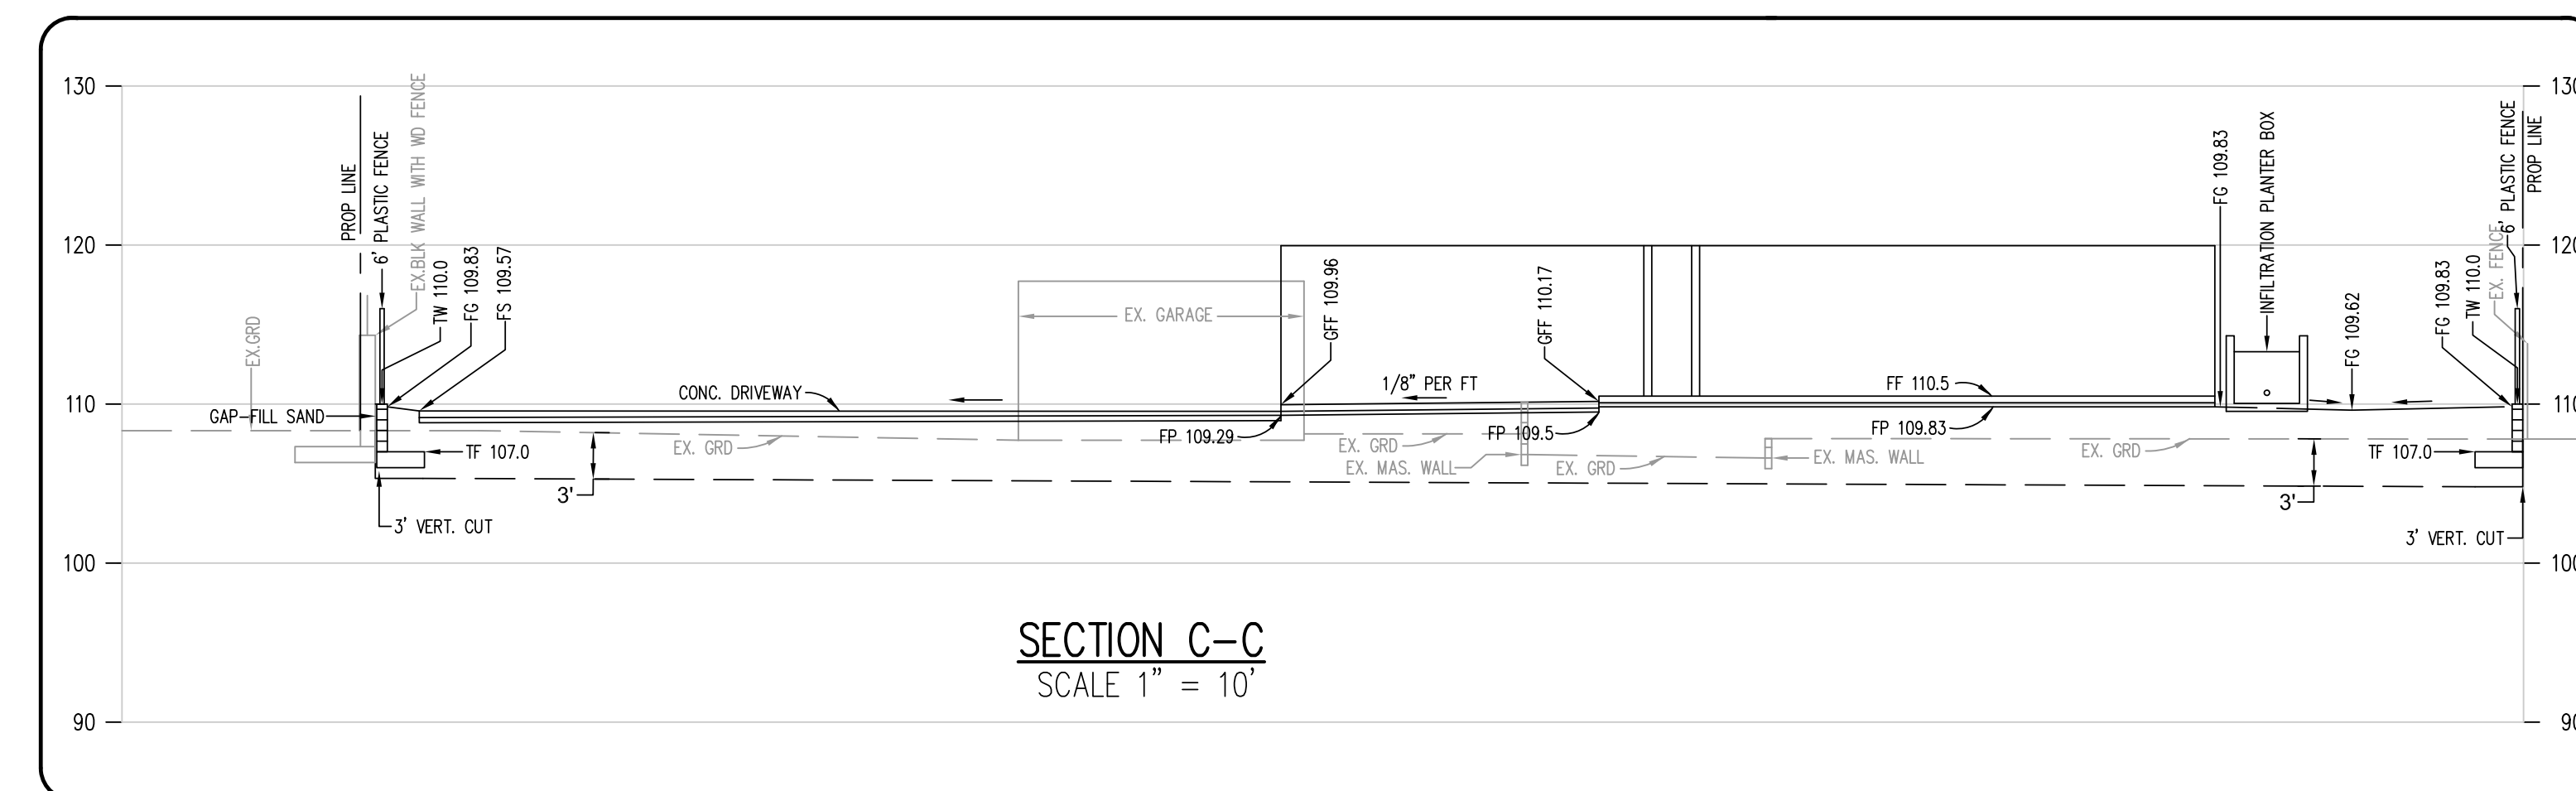 130
120
110
100
90
EX.GRD
PROP LINE
6' PLASTIC FENCE
EX.BLK WALL WITH WD FENCE
TW 110.0
FG 109.83
FS 109.57
GAP-FILL SAND
TF 107.0
3' VERT. CUT
3'
CONC. DRIVEWAY
EX. GRD
EX. GARAGE
FP 109.29
GFF 109.96
1/8" PER FT
GFF 110.17
EX. GRD
EX. MAS. WALL
FP 109.5
EX. GRD
EX. MAS. WALL
FF 110.5
FP 109.83
EX. GRD
FG 109.83
INFILTRATION PLANTER BOX
FG 109.62
3'
FG 109.83
TW 110.0
EX. FENCE
6' PLASTIC FENCE
PROP LINE
TF 107.0
3' VERT. CUT
SECTION C-C
SCALE 1" = 10'